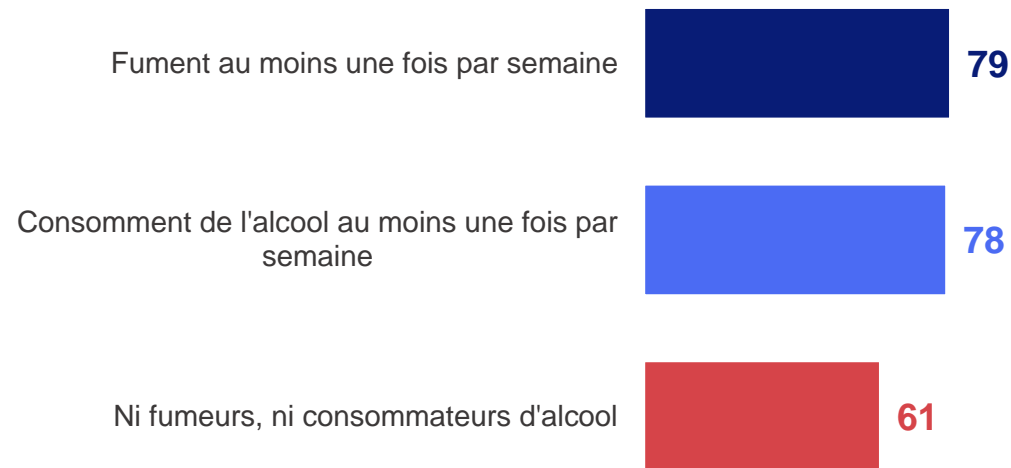 Fument au moins une fois par semaine
79
Consomment de l'alcool au moins une fois par
semaine
78
Ni fumeurs, ni consommateurs d'alcool
61